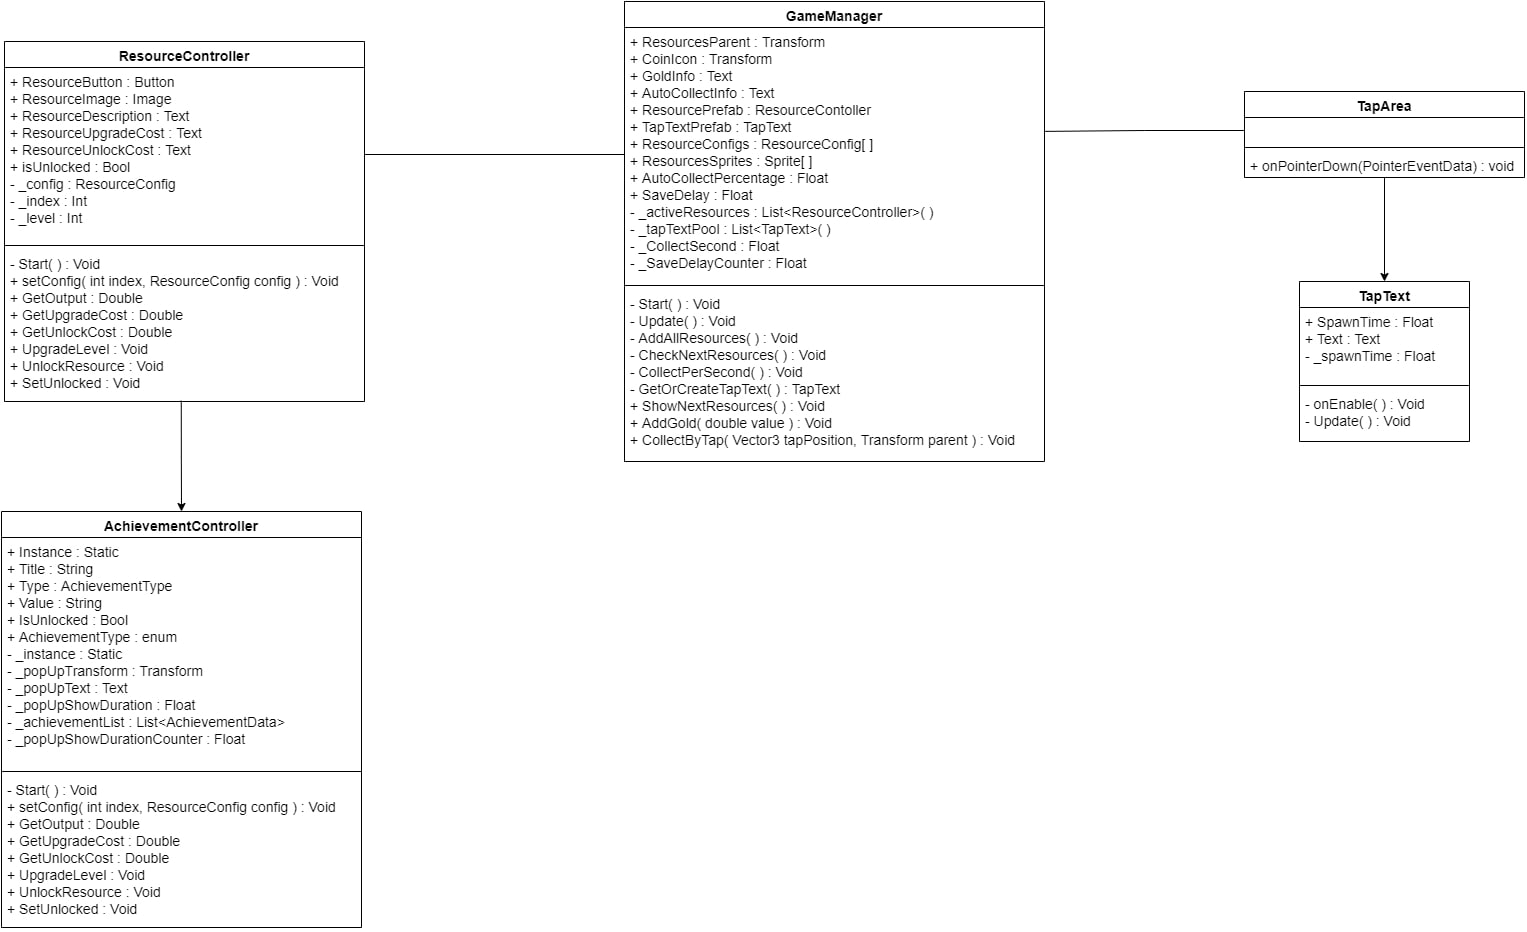 ResourceController
+ ResourceButton : Button
+ ResourceImage : Image
+ ResourceDescription : Text
+ ResourceUpgradeCost : Text
+ ResourceUnlockCost : Text
+ isUnlocked : Bool
- _config : ResourceConfig
- _index : Int
- _level : Int
- Start( ) : Void
+ setConfig( int index, ResourceConfig config ) : Void
+ GetOutput : Double
+ GetUpgradeCost : Double
+ GetUnlockCost : Double
+ UpgradeLevel : Void
+ UnlockResource : Void
+ SetUnlocked : Void
GameManager
+ ResourcesParent : Transform
+ CoinIcon : Transform
+ GoldInfo : Text
+ AutoCollectInfo : Text
+ ResourcePrefab : ResourceContoller
+ TapTextPrefab : TapText
+ ResourceConfigs : ResourceConfig[ ]
+ ResourcesSprites : Sprite[ ]
+ AutoCollectPercentage : Float
+ SaveDelay : Float
- _activeResources : List<ResourceController>( )
- _tapTextPool : List<TapText>( )
- _CollectSecond : Float
- _SaveDelayCounter : Float
- Start( ) : Void
- Update( ) : Void
- AddAllResources( ) : Void
- CheckNextResources( ) : Void
- CollectPerSecond( ) : Void
- GetOrCreateTapText( ) : TapText
+ ShowNextResources( ) : Void
+ AddGold( double value ) : Void
+ CollectByTap( Vector3 tapPosition, Transform parent ) : Void
TapArea
+ onPointerDown(PointerEventData) : void
TapText
+ SpawnTime : Float
+ Text : Text
- _spawnTime : Float
- onEnable( ) : Void
- Update( ) : Void
AchievementController
+ Instance : Static
+ Title : String
+ Type : AchievementType
+ Value : String
+ IsUnlocked : Bool
+ AchievementType : enum
- _instance : Static
- _popUpTransform : Transform
- _popUpText : Text
- _popUpShowDuration : Float
- _achievementList : List<AchievementData>
- _popUpShowDurationCounter : Float
- Start( ) : Void
+ setConfig( int index, ResourceConfig config ) : Void
+ GetOutput : Double
+ GetUpgradeCost : Double
+ GetUnlockCost : Double
+ UpgradeLevel : Void
+ UnlockResource : Void
+ SetUnlocked : Void